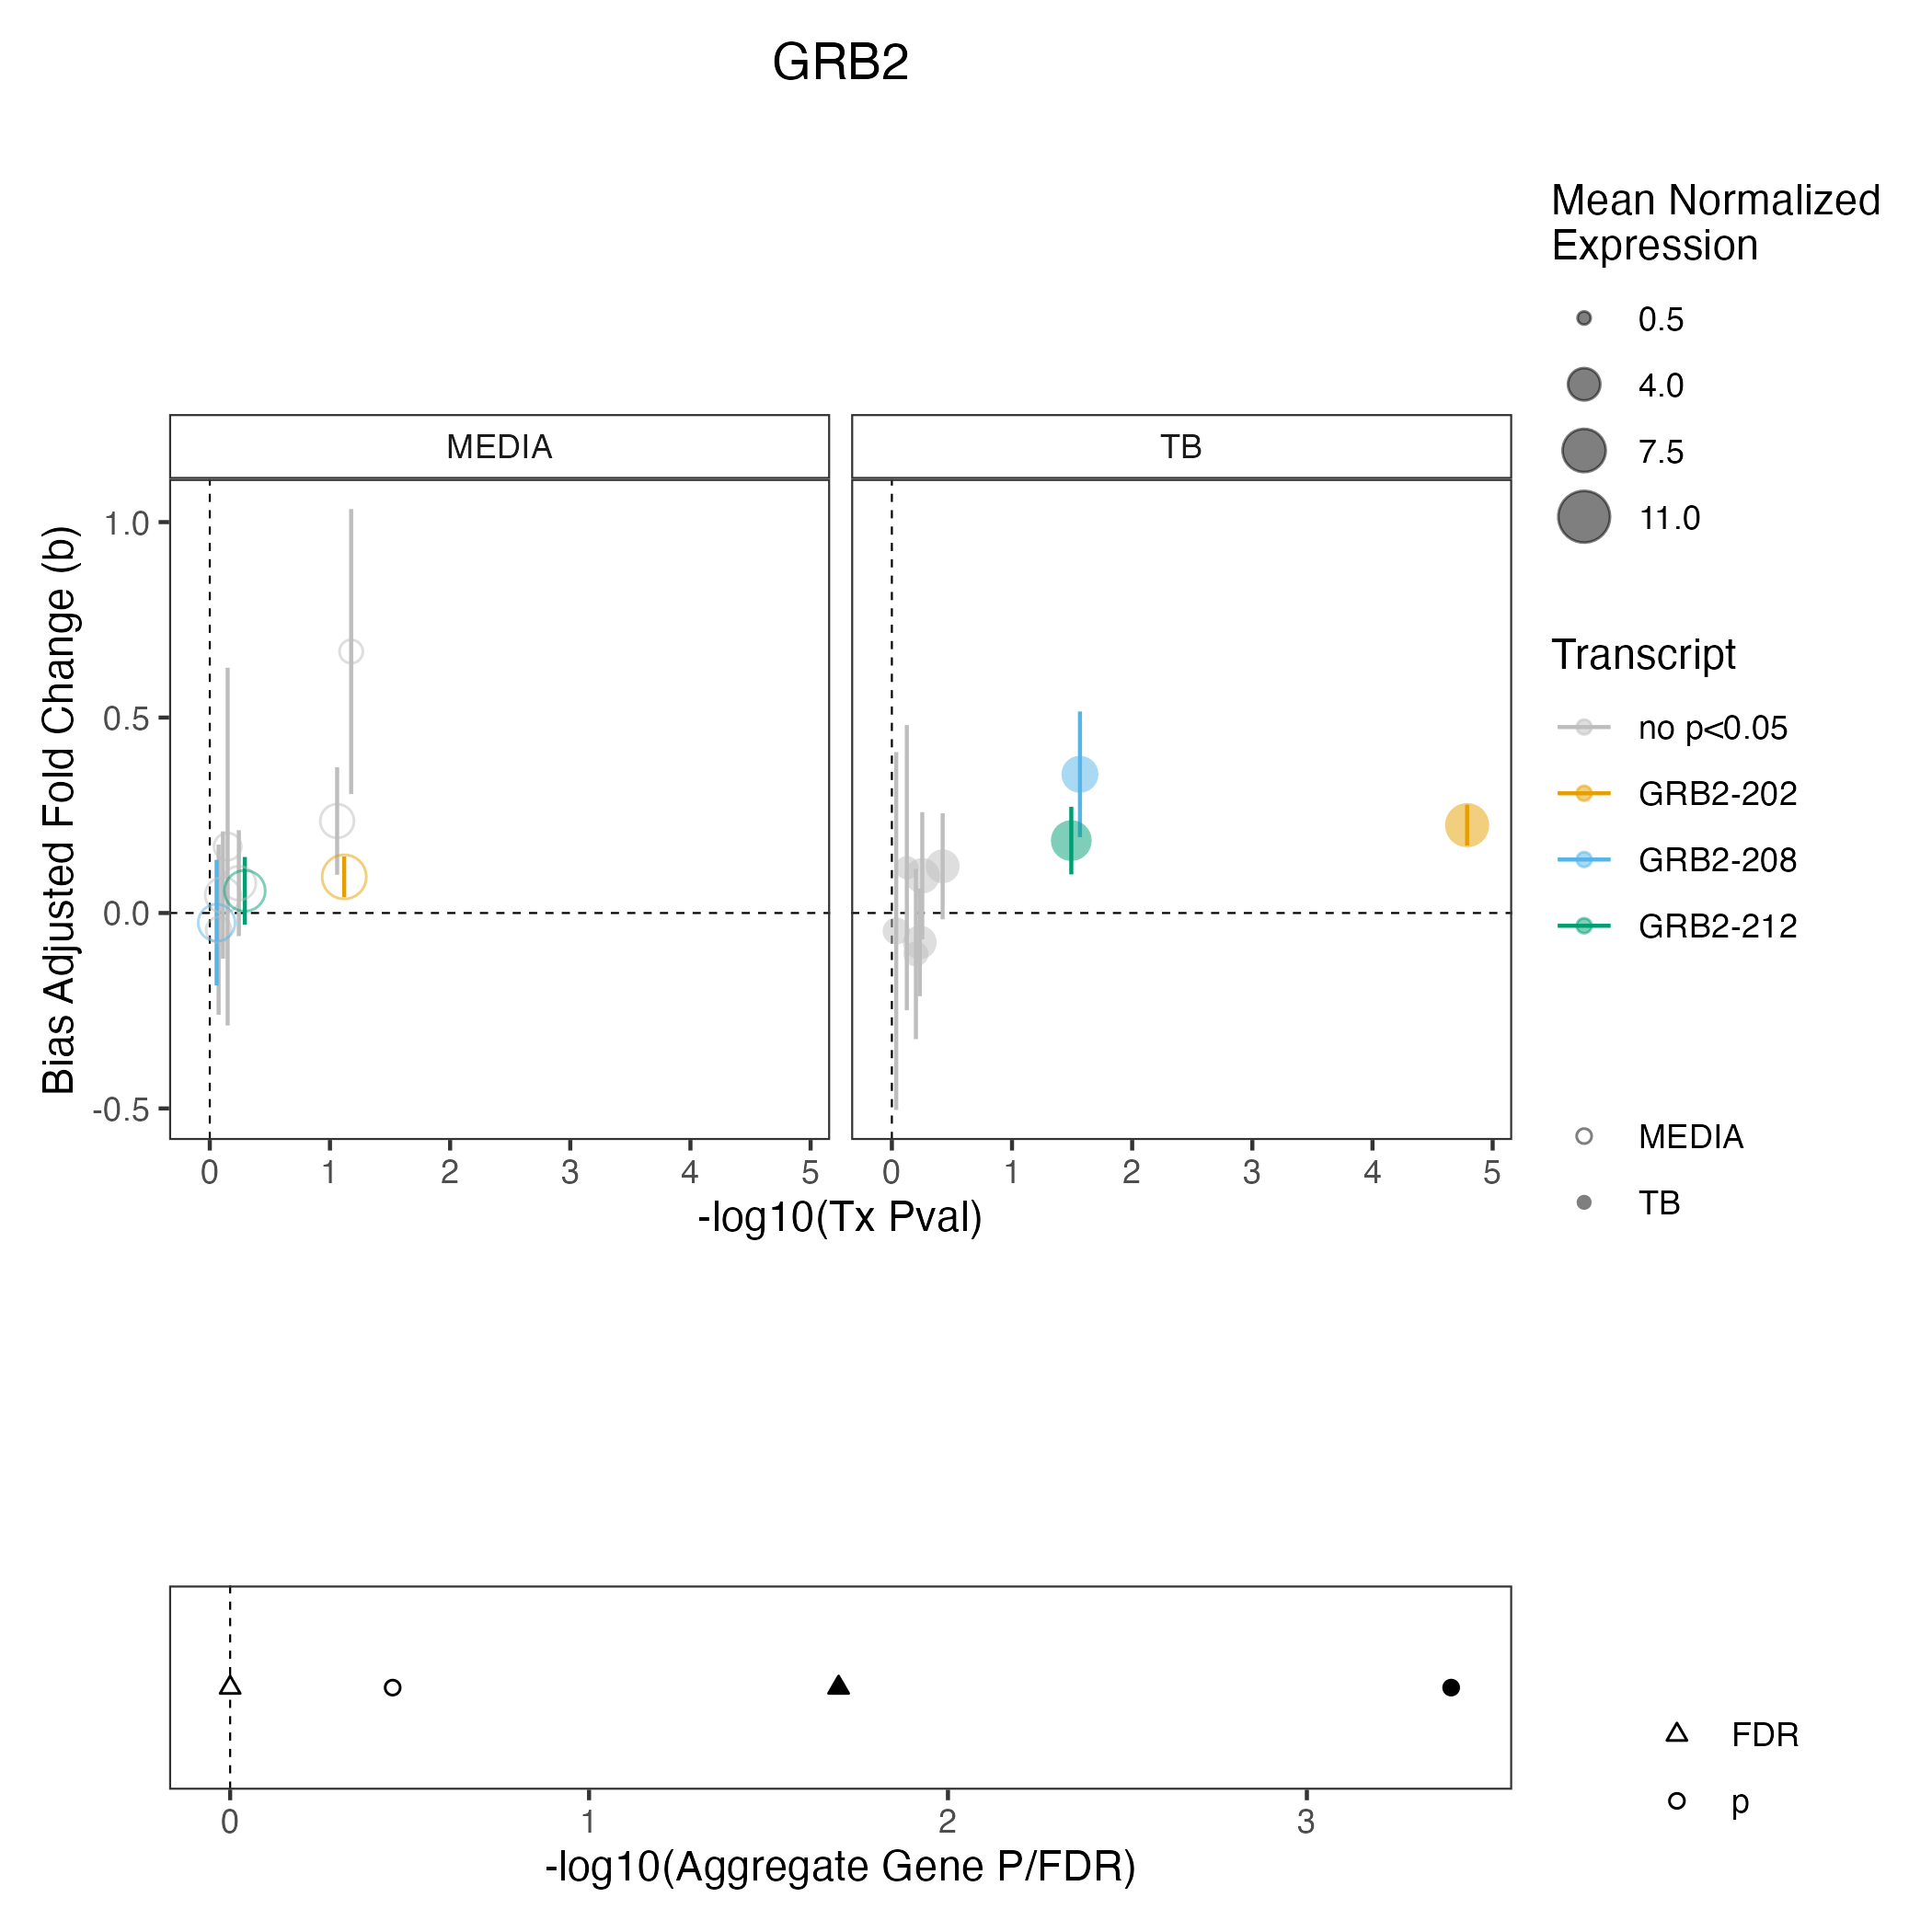 GRB2
Mean Normalized
Expression
0.5
4.0
7.5
11.0
MEDIA
TB
1.0
0.5
0.0
-0.5
Bias Adjusted Fold Change (b)
0 1 2 3 4 5
0 1 2 3 4 5
-log10(Tx Pval)
Transcript
no p<0.05
GRB2-202
GRB2-208
GRB2-212
MEDIA
TB
0 1 2 3
-log10(Aggregate Gene P/FDR)
FDR
p